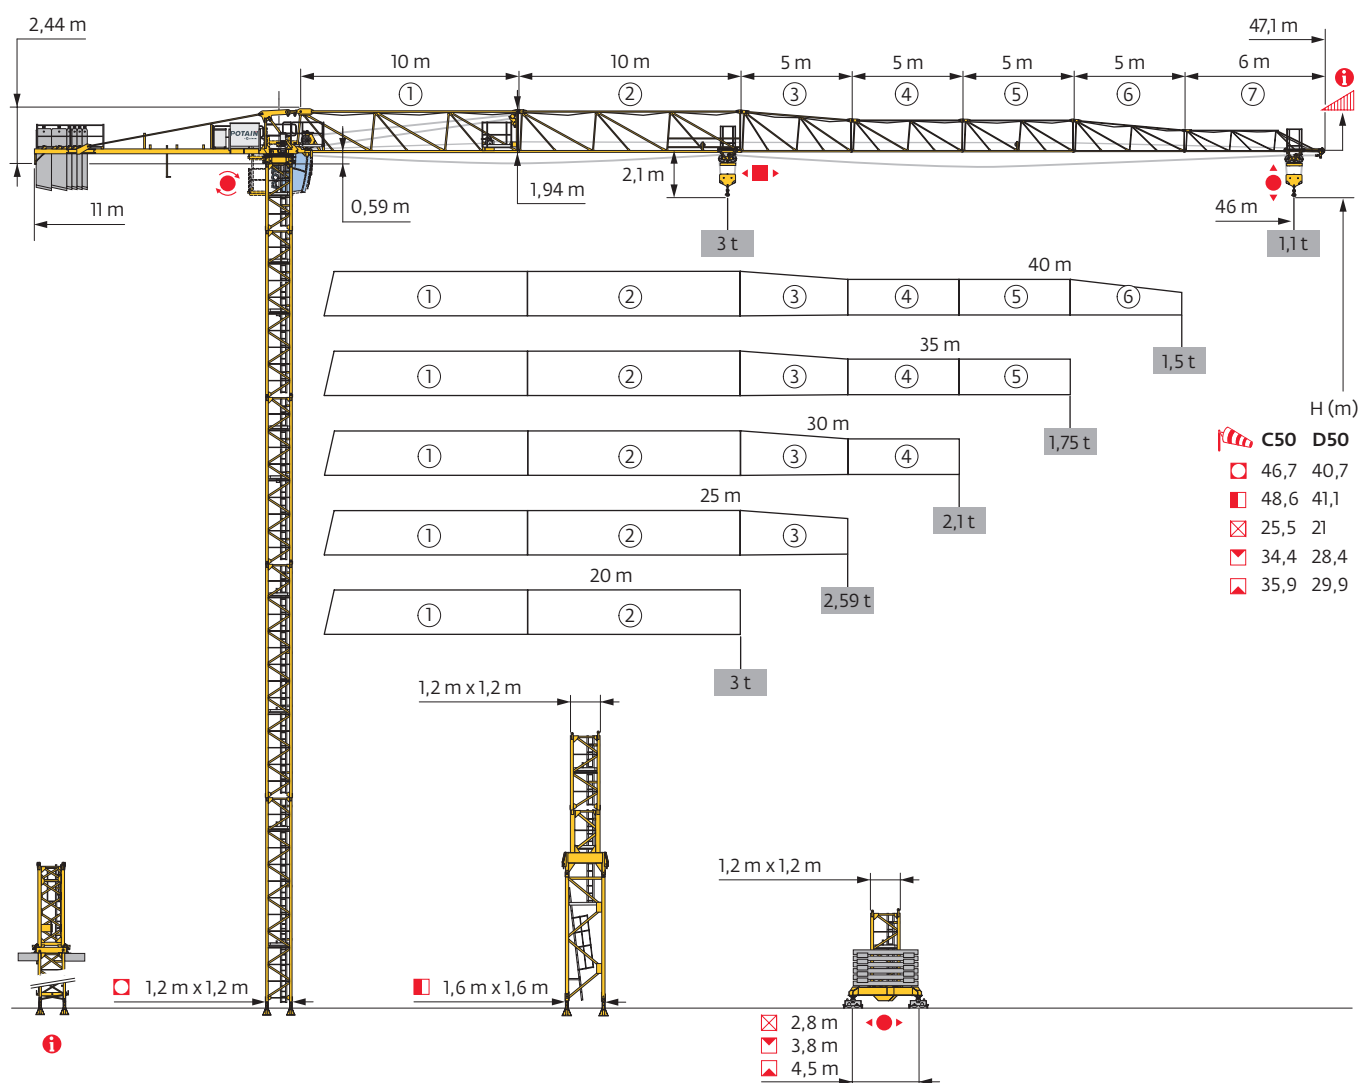 2,44 m
47,1 m
10 m 10 m 5 m 5 m 5 m 5 m 6 m
① ② ③ ④ ⑤ ⑥ ⑦
i
POTAIN
2,1 m
1,94 m
11 m
0,59 m
46 m
3 t
1,1 t
40 m
① ② ③ ④ ⑤ ⑥
1,5 t
35 m
① ② ③ ④ ⑤
1,75 t
30 m
① ② ③ ④
2,1 t
25 m
① ② ③
2,59 t
20 m
① ②
3 t
H (m)
C50 D50
46,7 40,7
48,6 41,1
25,5 21
34,4 28,4
35,9 29,9
1,2 m x 1,2 m
1,2 m x 1,2 m
1,2 m x 1,2 m
1,6 m x 1,6 m
i
2,8 m
3,8 m
4,5 m